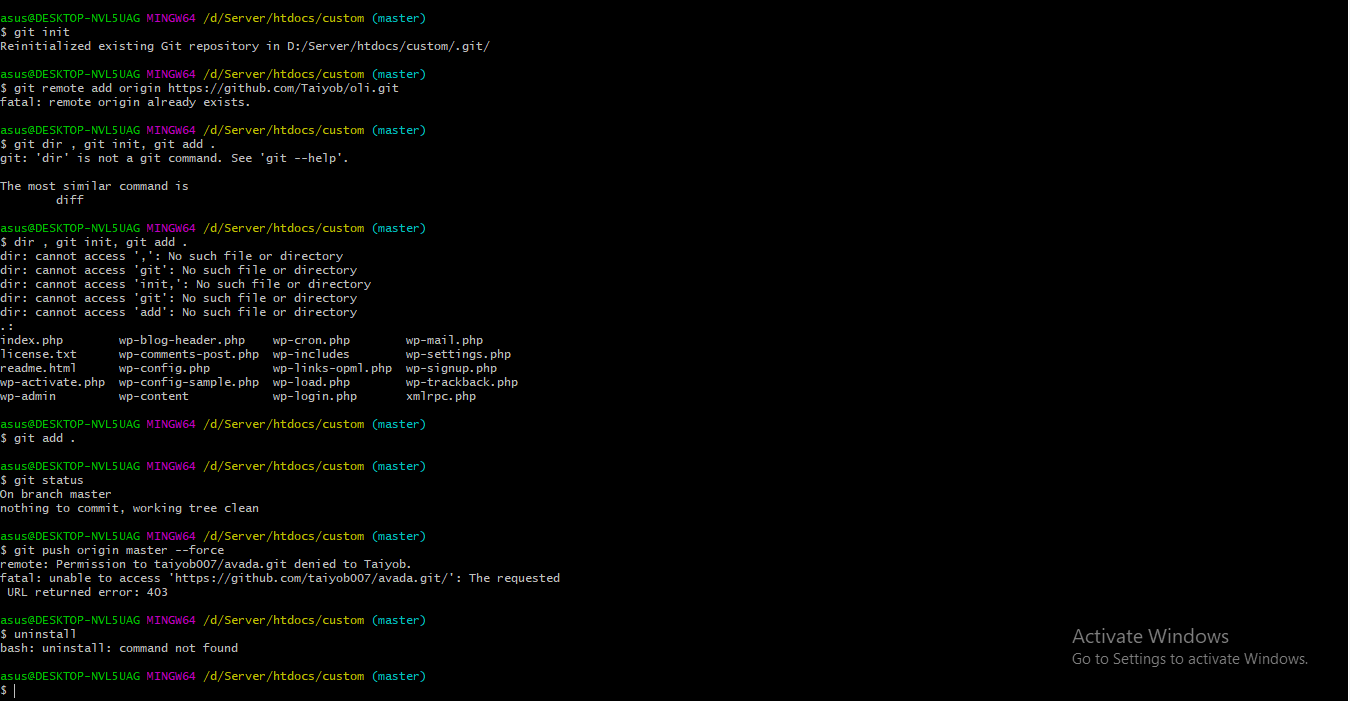 asus@DESKTOP-NVL5UAG MINGW64 /d/Server/htdocs/custom (master)
$ git init
Reinitialized existing Git repository in D:/Server/htdocs/custom/.git/
asus@DESKTOP-NVL5UAG MINGW64 /d/Server/htdocs/custom (master)
$ git remote add origin https://github.com/Taiyob/oli.git
fatal: remote origin already exists.
asus@DESKTOP-NVL5UAG MINGW64 /d/Server/htdocs/custom (master)
$ git dir , git init, git add .
git: 'dir' is not a git command. See 'git --help'.
The most similar command is
diff
asus@DESKTOP-NVL5UAG MINGW64 /d/Server/htdocs/custom (master)
$ dir , git init, git add .
dir: cannot access ',': No such file or directory
dir: cannot access 'git': No such file or directory
dir: cannot access 'init,': No such file or directory
dir: cannot access 'git': No such file or directory
dir: cannot access 'add': No such file or directory
.:
index.php wp-blog-header.php wp-cron.php wp-mail.php
license.txt wp-comments-post.php wp-includes wp-settings.php
readme.html wp-config.php wp-links-opml.php wp-signup.php
wp-activate.php wp-config-sample.php wp-load.php wp-trackback.php
wp-admin wp-content wp-login.php xmlrpc.php
asus@DESKTOP-NVL5UAG MINGW64 /d/Server/htdocs/custom (master)
$ git add .
asus@DESKTOP-NVL5UAG MINGW64 /d/Server/htdocs/custom (master)
$ git status
On branch master
nothing to commit, working tree clean
asus@DESKTOP-NVL5UAG MINGW64 /d/Server/htdocs/custom (master)
$ git push origin master --force
remote: Permission to taiyob007/avada.git denied to Taiyob.
fatal: unable to access 'https://github.com/taiyob007/avada.git/': The requested
URL returned error: 403
asus@DESKTOP-NVL5UAG MINGW64 /d/Server/htdocs/custom (master)
$ uninstall
bash: uninstall: command not found
asus@DESKTOP-NVL5UAG MINGW64 /d/Server/htdocs/custom (master)
$
Activate Windows
Go to Settings to activate Windows.